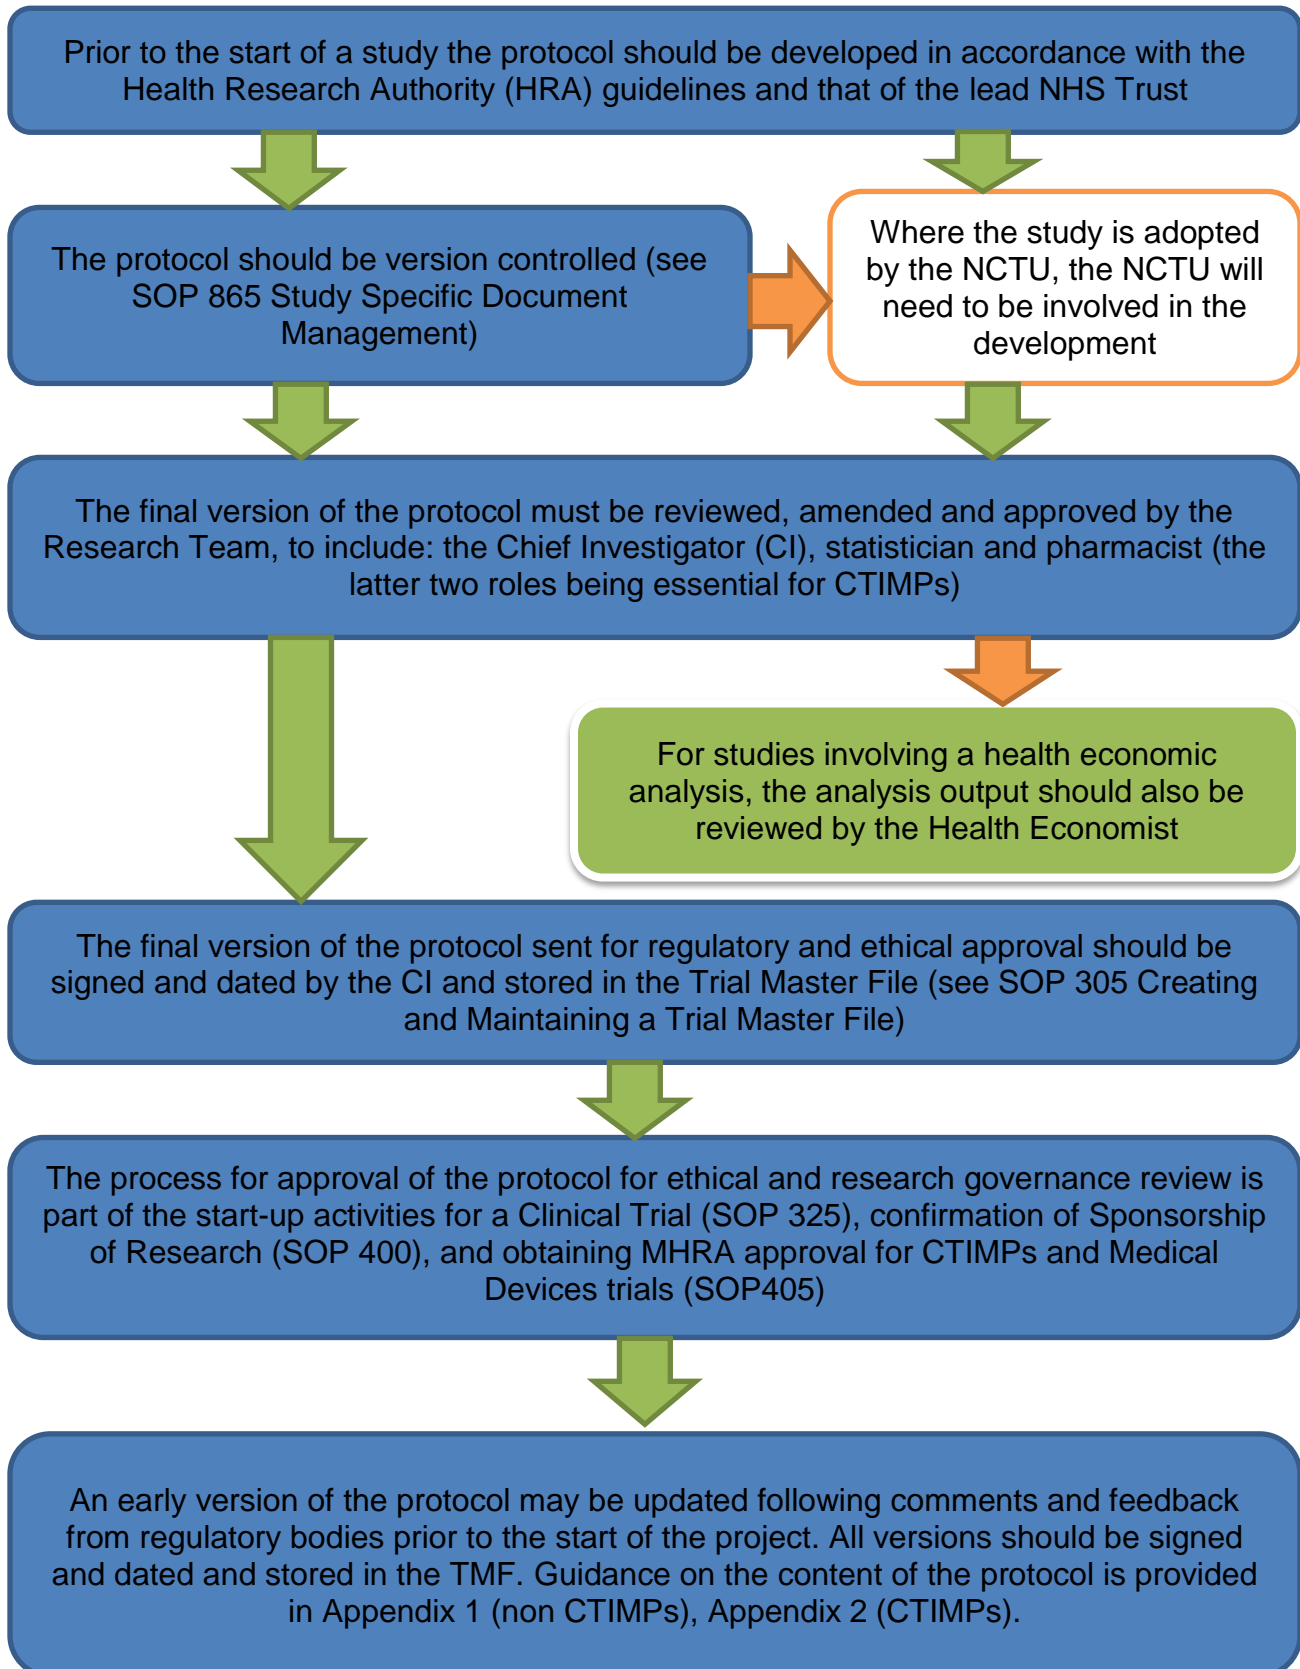 Prior to the start of a study the protocol should be developed in accordance with the
Health Research Authority (HRA) guidelines and that of the lead NHS Trust
The protocol should be version controlled (see
SOP 865 Study Specific Document
Management)
Where the study is adopted
by the NCTU, the NCTU will
need to be involved in the
development
The final version of the protocol must be reviewed, amended and approved by the
Research Team, to include: the Chief Investigator (CI), statistician and pharmacist (the
latter two roles being essential for CTIMPs)
For studies involving a health economic
analysis, the analysis output should also be
reviewed by the Health Economist
The final version of the protocol sent for regulatory and ethical approval should be
signed and dated by the CI and stored in the Trial Master File (see SOP 305 Creating
and Maintaining a Trial Master File)
The process for approval of the protocol for ethical and research governance review is
part of the start-up activities for a Clinical Trial (SOP 325), confirmation of Sponsorship
of Research (SOP 400), and obtaining MHRA approval for CTIMPs and Medical
Devices trials (SOP405)
An early version of the protocol may be updated following comments and feedback
from regulatory bodies prior to the start of the project. All versions should be signed
and dated and stored in the TMF. Guidance on the content of the protocol is provided
in Appendix 1 (non CTIMPs), Appendix 2 (CTIMPs).